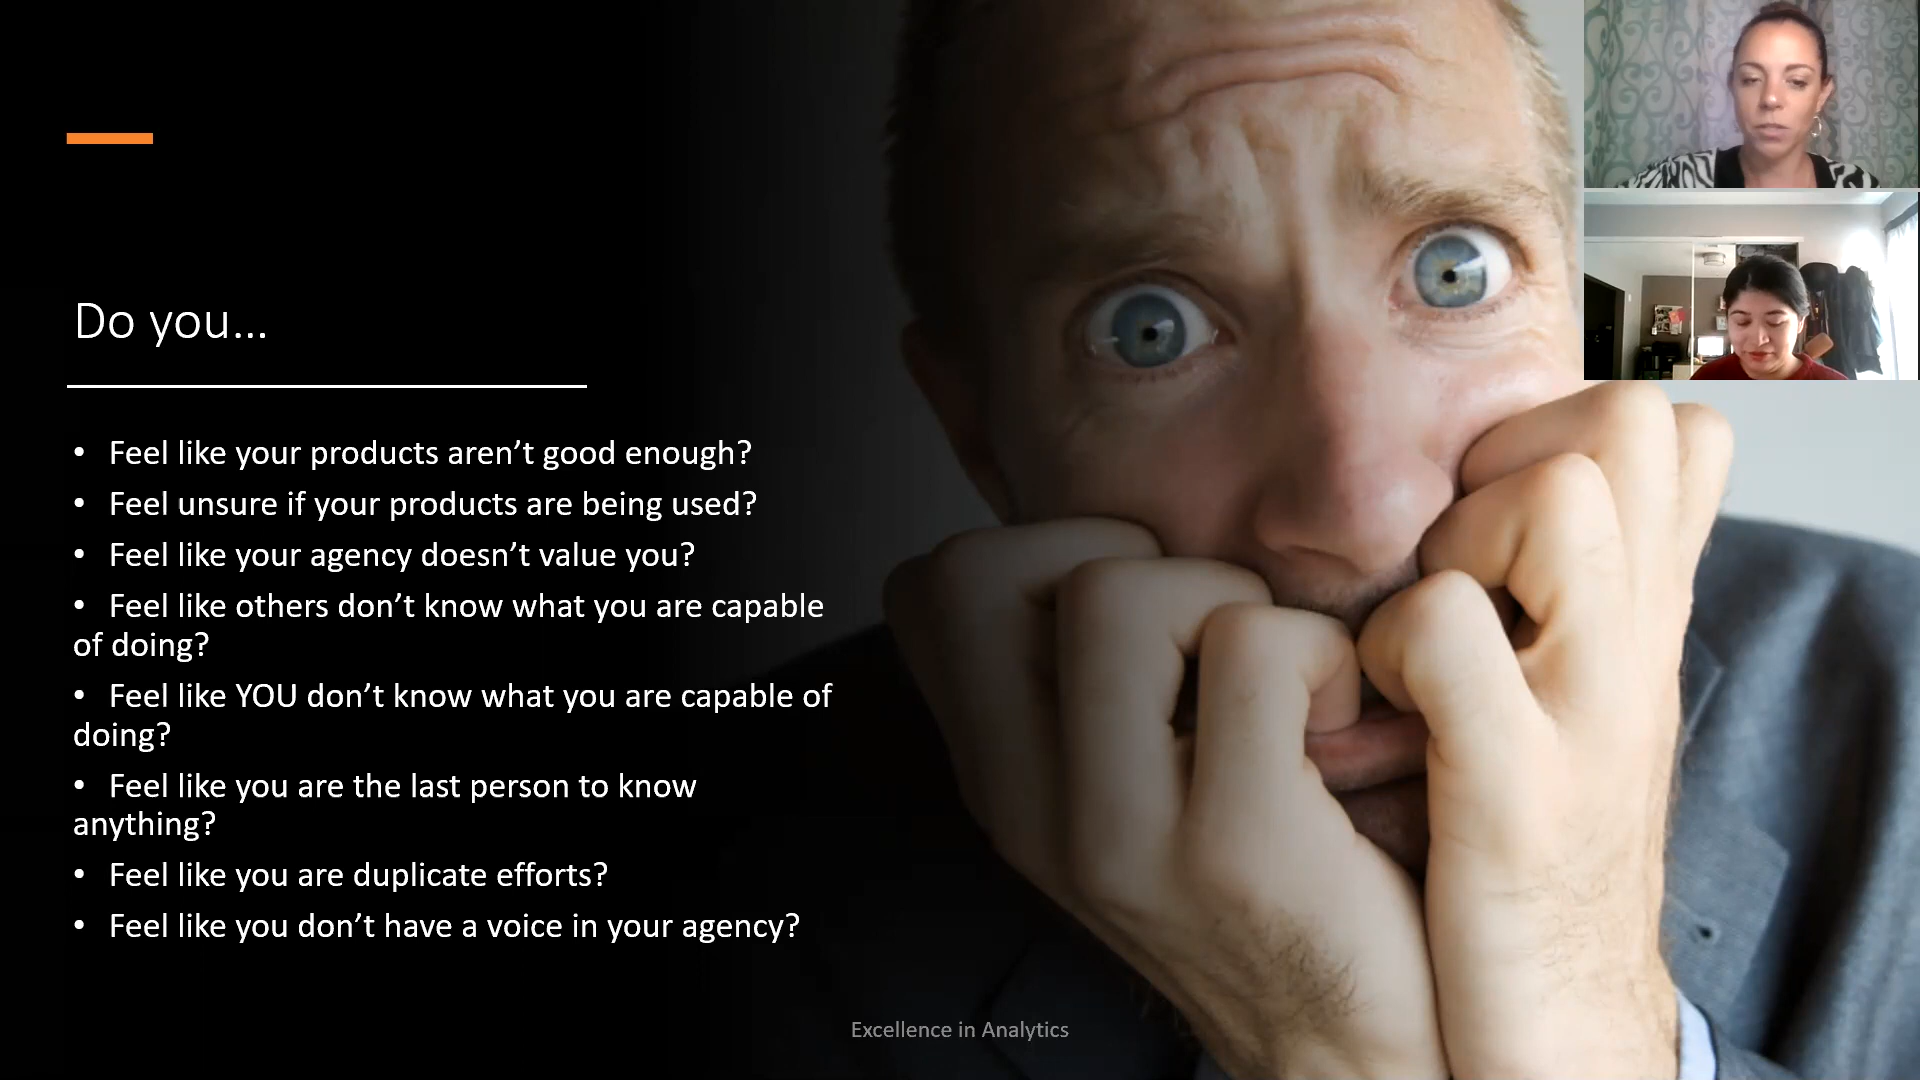 Do you...
• Feel like your products aren’t good enough?
• Feel unsure if your products are being used?
• Feel like your agency doesn’t value you?
• Feel like others don’t know what you are capable
of doing?
• Feel like YOU don’t know what you are capable of
doing?
• Feel like you are the last person to know
anything?
• Feel like you are duplicate efforts?
• Feel like you don’t have a voice in your agency?
Excellence in Analytics